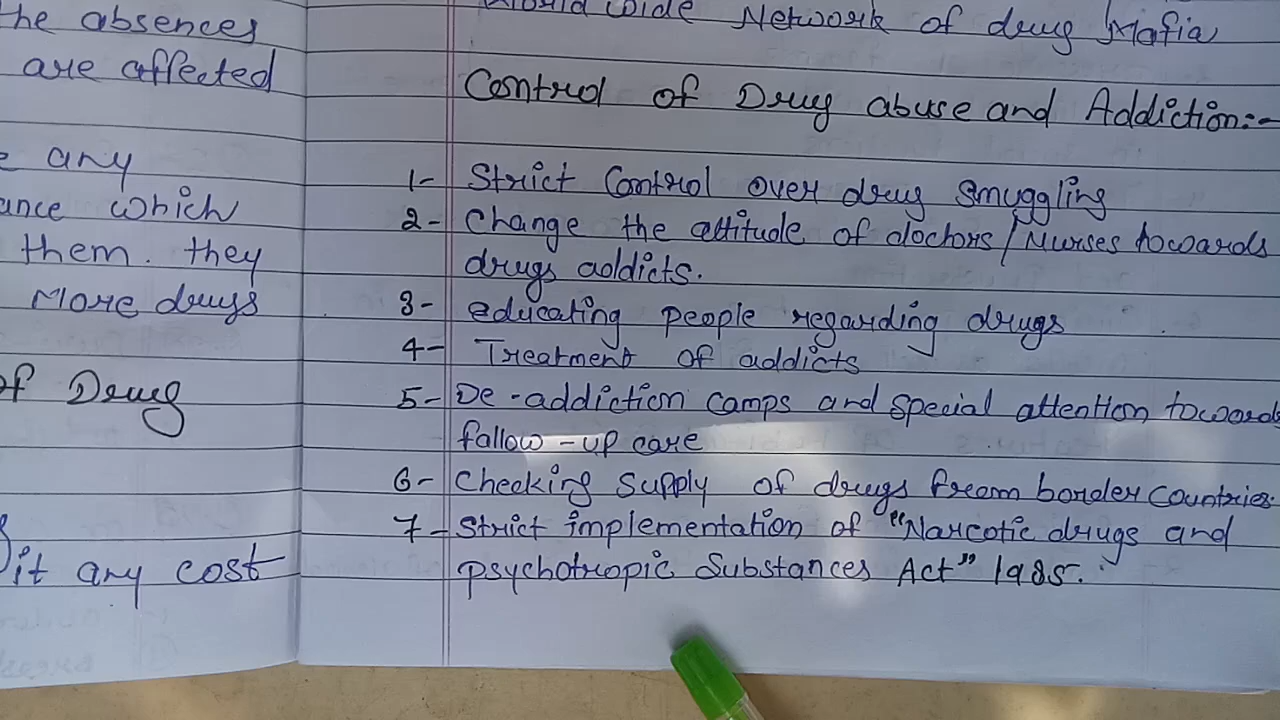 the absences
are affected
any
which
them. they
More drugs
of Drug
it any cost
wide Network of drug Mafia
Control of Drug abuse and Addiction:-
1- Strict Control over drug smuggling
2- Change the attitude of doctors/Nurses towards
drugs addicts.
3- educating people regarding drugs
4- Treatment of addicts
5- De-addiction camps and special attention towards
fallow-up care
6- Checking supply of drugs fream border countries.
7- Strict implementation of "Narcotic drugs and
psychotropic Substances Act" 1985.